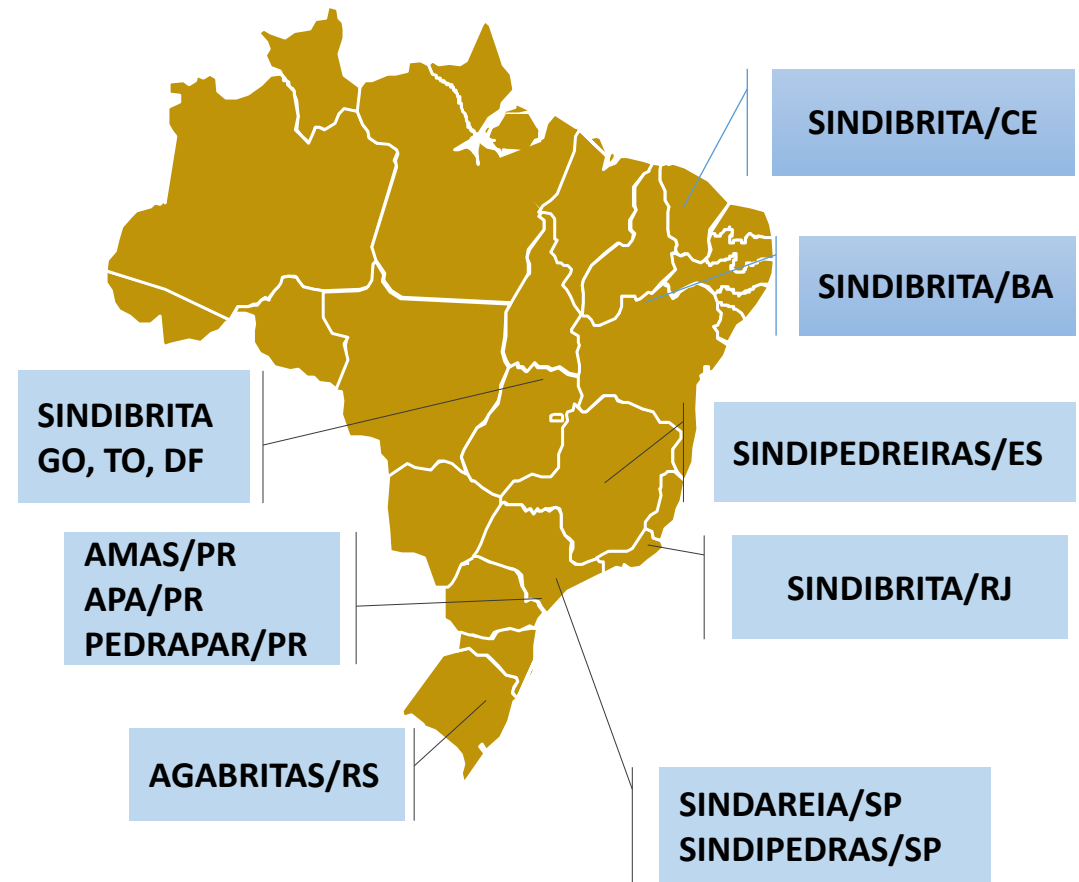 SINDIBRITA/CE
SINDIBRITA/BA
SINDIBRITA
GO, TO, DF
SINDIPEDREIRAS/ES
AMAS/PR
APA/PR
PEDRAPAR/PR
SINDIBRITA/RJ
AGABRITAS/RS
SINDAREIA/SP
SINDIPEDRAS/SP